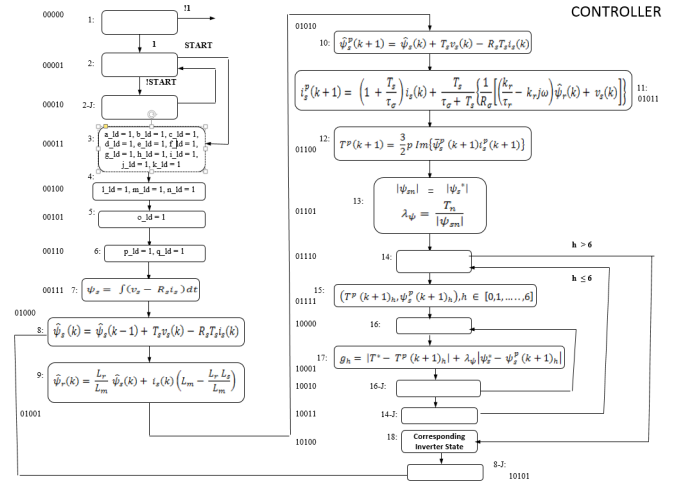 CONTROLLER
!1
00000
1:
1
START
00001
2:
!START
00010
2-J:
00011
3:
a_ld = 1, b_ld = 1, c_ld = 1,
d_ld = 1, e_ld = 1, f_ld = 1,
g_ld = 1, h_ld = 1, i_ld = 1,
j_ld = 1, k_ld = 1
4:
00100
l_ld = 1, m_ld = 1, n_ld = 1
5:
00101
o_ld = 1
00110
6:
p_ld = 1, q_ld = 1
00111
7:
ψ_s = ∫(v_s − R_s i_s)dt
01000
8:
ψ̂_s(k) = ψ̂_s(k−1) + T_s v_s(k) − R_s T_s i_s(k)
9:
ψ̂_r(k) = L_r/L_m ψ̂_s(k) + i_s(k)(L_m − L_r L_s/L_m)
01001
01010
10:
ψ̂_s^p(k+1) = ψ̂_s(k) + T_s v_s(k) − R_s T_s i_s(k)
i_s^p(k+1) = (1 + T_s/τ_σ) i_s(k) + T_s/(τ_σ + T_s) {1/R_σ [(k_r/τ_r − k_r jω) ψ̂_r(k) + v_s(k)]}
11:
01011
12:
01100
T^p(k+1) = 3/2 p Im{ψ̄_s^p(k+1) i_s^p(k+1)}
13:
01101
|ψ_sn| = |ψ_s*|
λ_ψ = T_n/|ψ_sn|
h > 6
01110
14:
h ≤ 6
15:
01111
(T^p(k+1)_h, ψ_s^p(k+1)_h), h ∈ [0,1,.....,6]
10000
16:
17:
g_h = |T* − T^p(k+1)_h| + λ_ψ|ψ_s* − ψ_s^p(k+1)_h|
10001
10010
16-J:
10011
14-J:
10100
18:
Corresponding
Inverter State
8-J:
10101